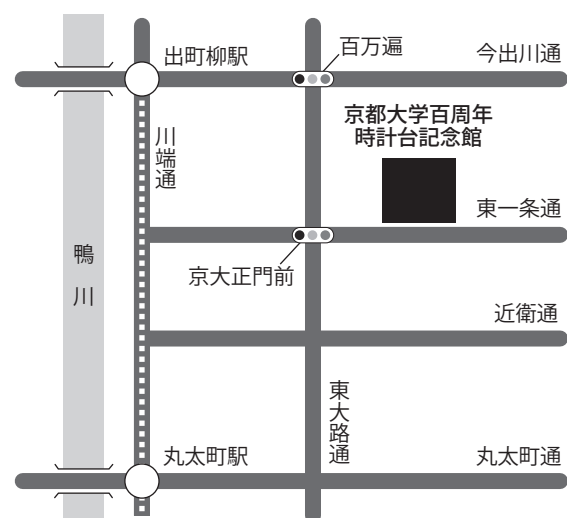 出町柳駅
百万遍
今出川通
京都大学百周年
時計台記念館
川端通
東一条通
鴨川
京大正門前
近衛通
東大路通
丸太町駅
丸太町通